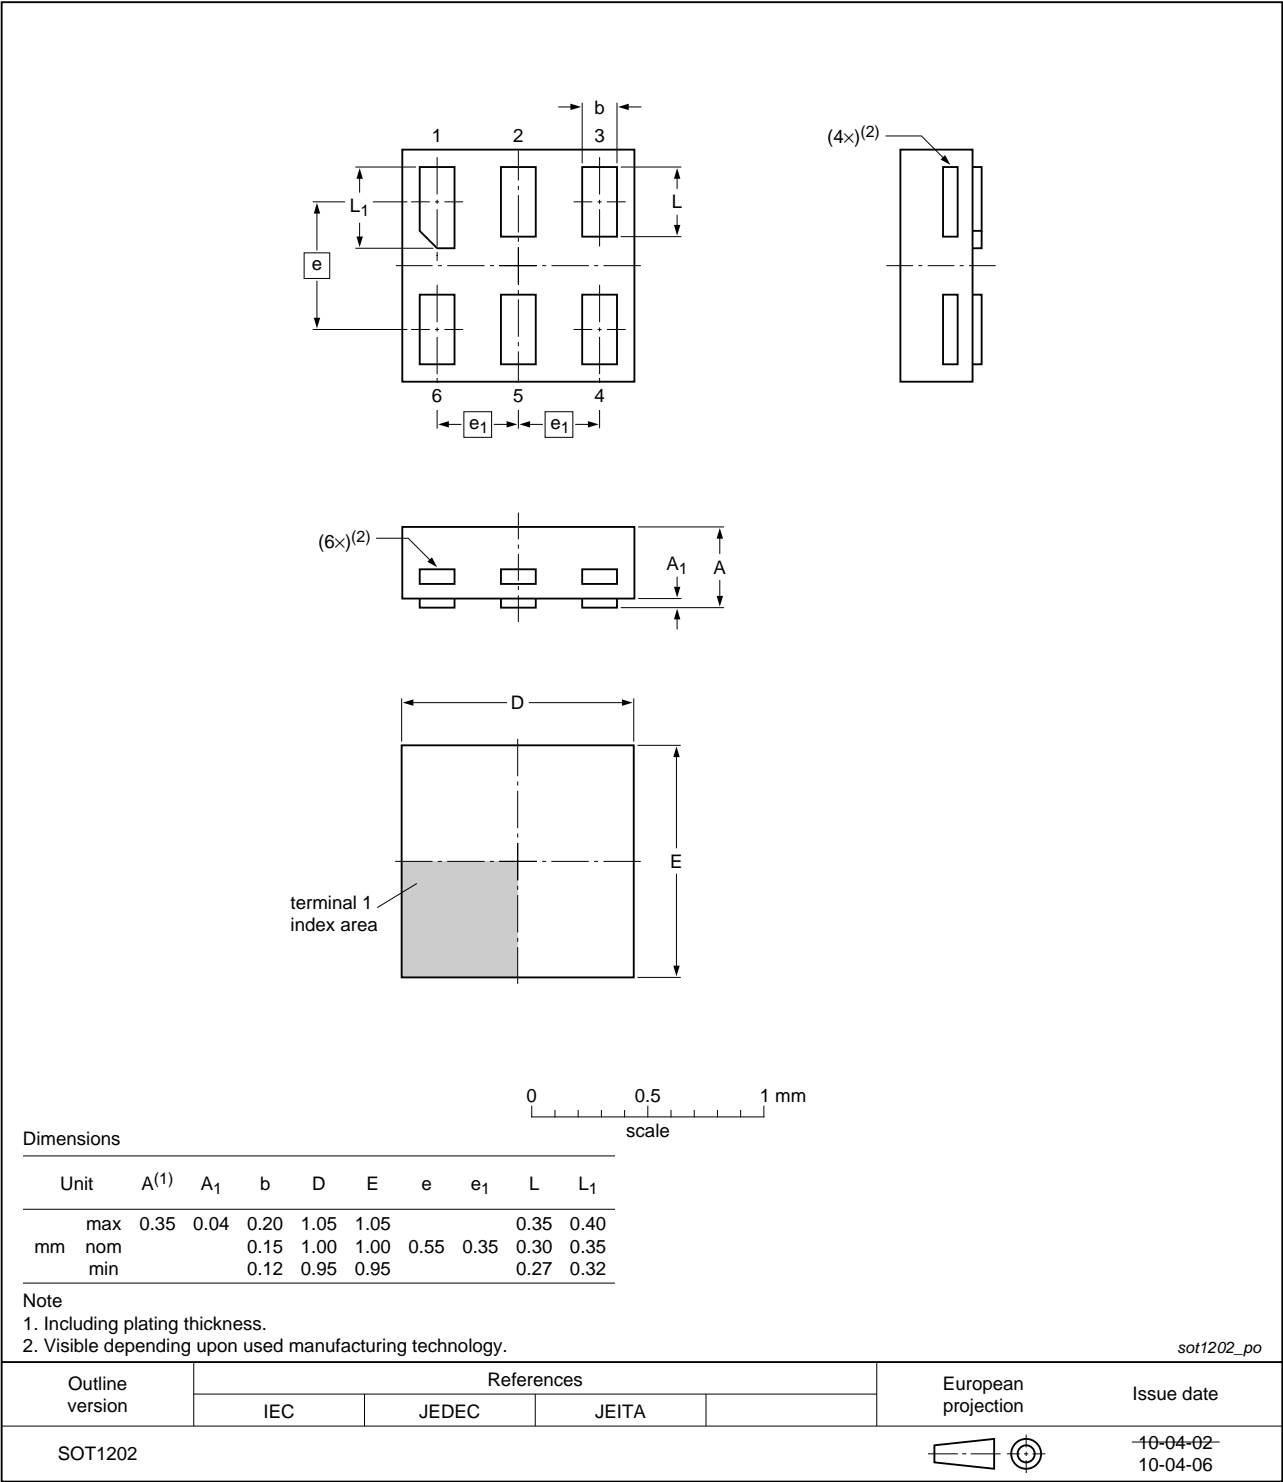 b
1 2 3
L1
L
e
6 5 4
e1 e1
(4×)(2)
(6×)(2)
A1
A
D
E
terminal 1
index area
0 0.5 1 mm
scale
Dimensions
Unit A(1) A1 b D E e e1 L L1
max 0.35 0.04 0.20 1.05 1.05 0.35 0.40
mm nom 0.15 1.00 1.00 0.55 0.35 0.30 0.35
min 0.12 0.95 0.95 0.27 0.32
Note
1. Including plating thickness.
2. Visible depending upon used manufacturing technology.
sot1202_po
Outline
version
References
IEC JEDEC JEITA
European
projection
Issue date
SOT1202
10-04-02
10-04-06